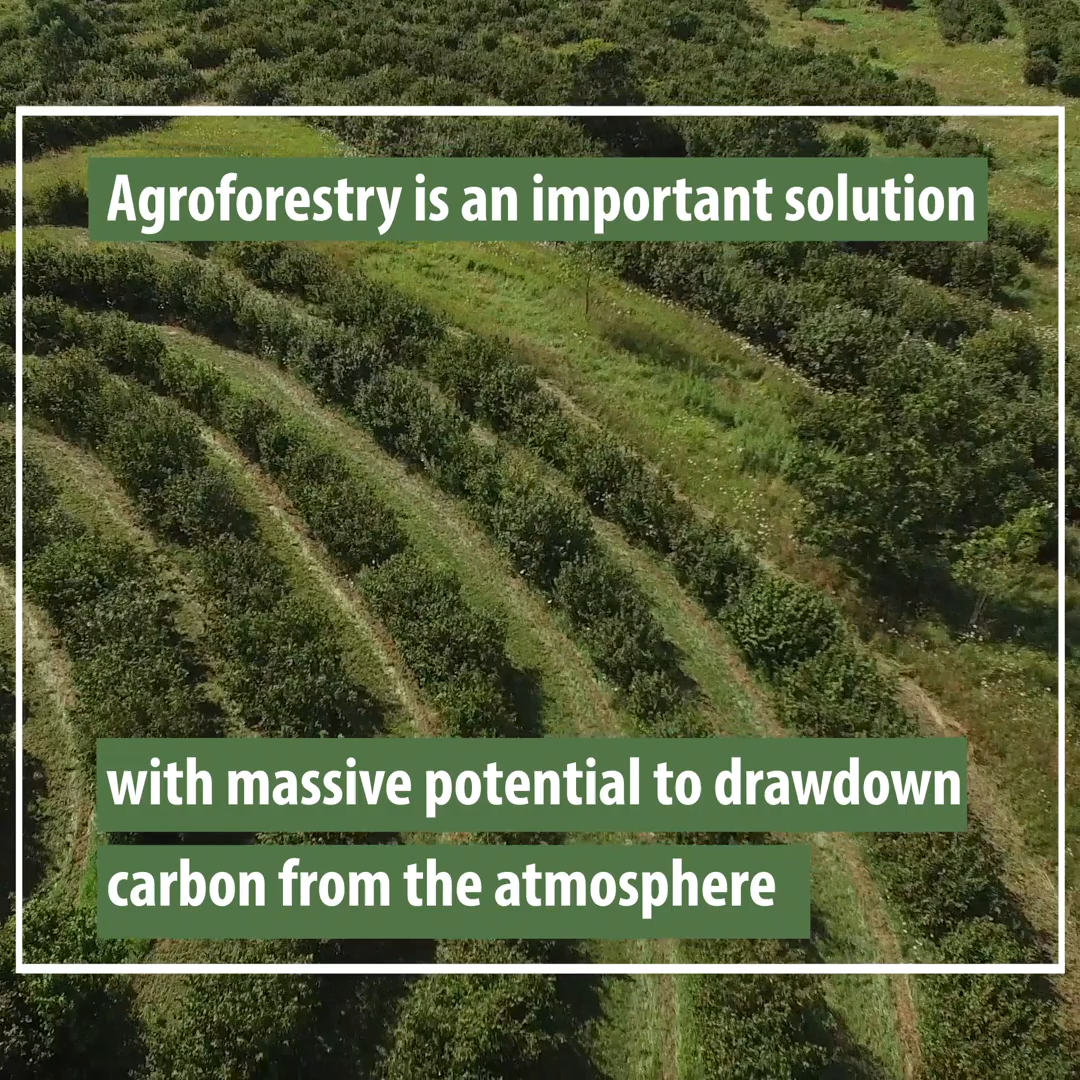 Agroforestry is an important solution
with massive potential to drawdown
carbon from the atmosphere